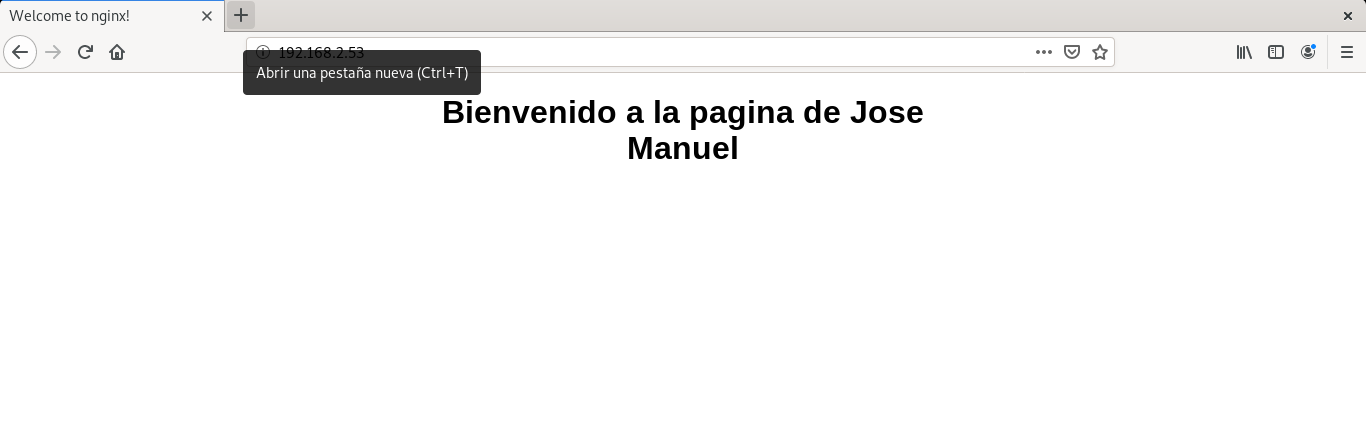 Welcome to nginx!
192.168.2.53
Abrir una pestaña nueva (Ctrl+T)
Bienvenido a la pagina de Jose
Manuel